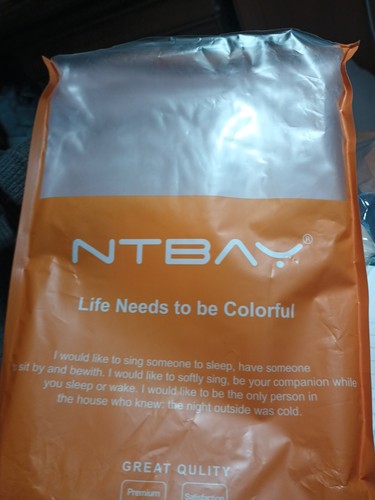 NTBAY®
Life Needs to be Colorful
I would like to sing someone to sleep, have someone
sit by and bewith. I would like to softly sing, be your companion while
you sleep or wake. I would like to be the only person in
the house who knew: the night outside was cold.
GREAT QULITY
Premium Satisfaction